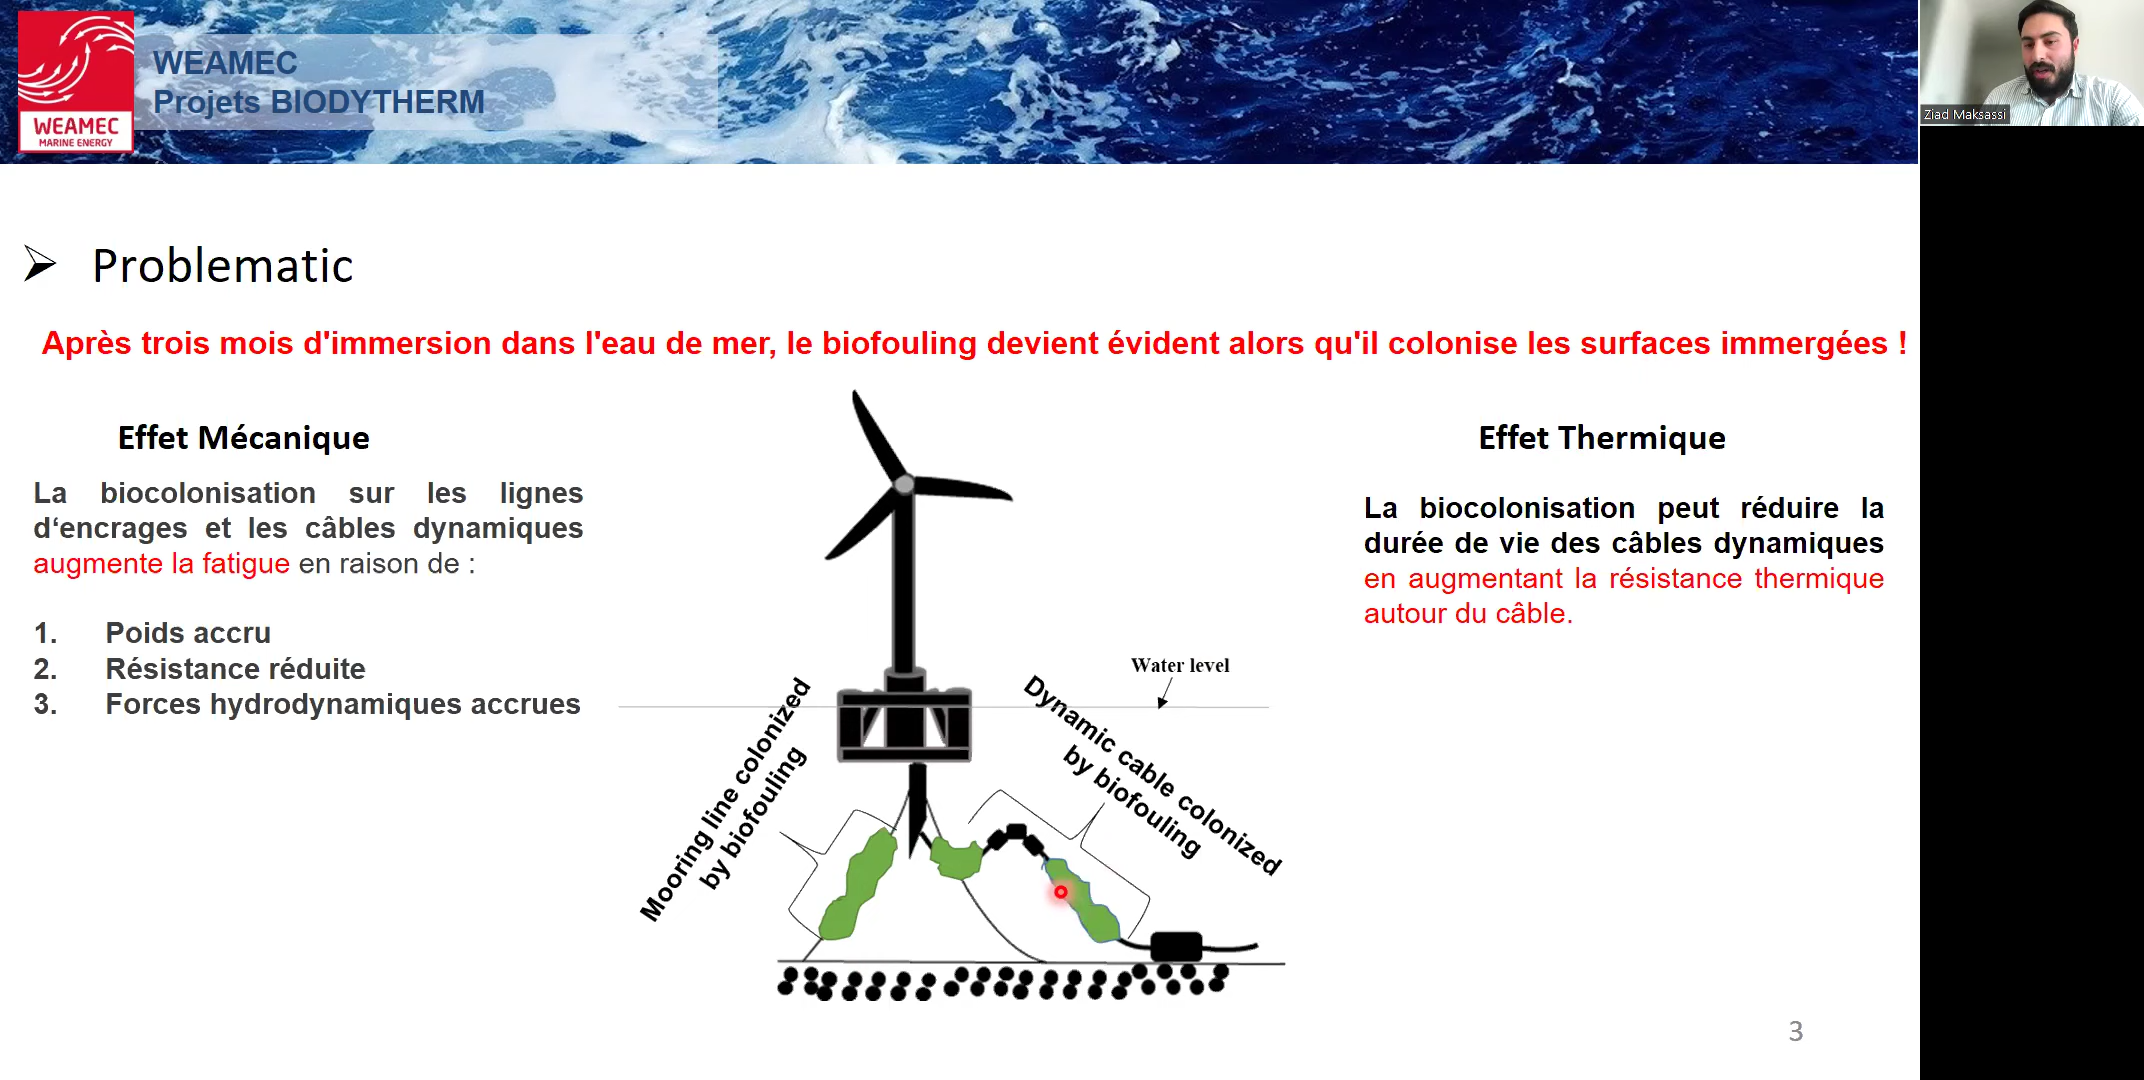 WEAMEC
Projets BIODYTHERM
WEAMEC
MARINE ENERGY
Ziad Maksassi
Problematic
Après trois mois d'immersion dans l'eau de mer, le biofouling devient évident alors qu'il colonise les surfaces immergées !
Effet Mécanique
La biocolonisation sur les lignes
d‘encrages et les câbles dynamiques
augmente la fatigue en raison de :
1. Poids accru
2. Résistance réduite
3. Forces hydrodynamiques accrues
Effet Thermique
La biocolonisation peut réduire la
durée de vie des câbles dynamiques
en augmentant la résistance thermique
autour du câble.
Water level
Mooring line colonized
by biofouling
Dynamic cable colonized
by biofouling
3